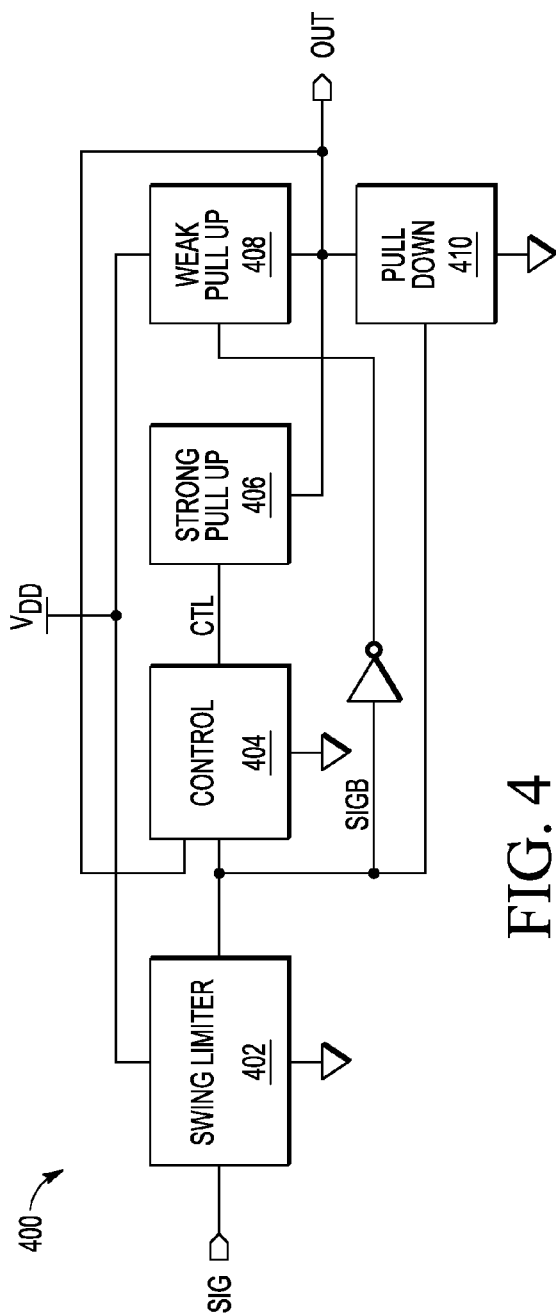 400
SIG
SWING LIMITER
402
V_DD
CONTROL
404
CTL
STRONG
PULL UP
406
WEAK
PULL UP
408
OUT
SIGB
PULL
DOWN
410
FIG. 4